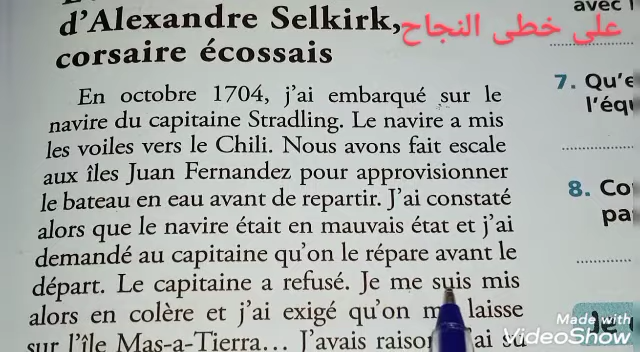 d'Alexandre Selkirk,
corsaire écossais
على خطى النجاح
En octobre 1704, j'ai embarqué sur le
navire du capitaine Stradling. Le navire a mis
les voiles vers le Chili. Nous avons fait escale
aux îles Juan Fernandez pour approvisionner
le bateau en eau avant de repartir. J'ai constaté
alors que le navire était en mauvais état et j'ai
demandé au capitaine qu'on le répare avant le
départ. Le capitaine a refusé. Je me suis mis
alors en colère et j'ai exigé qu'on laisse
sur l'île Mas-a-Tierra... J'avais
avec
7. Qu'e
l'équ
8. Co
pa
Made with
VideoShow